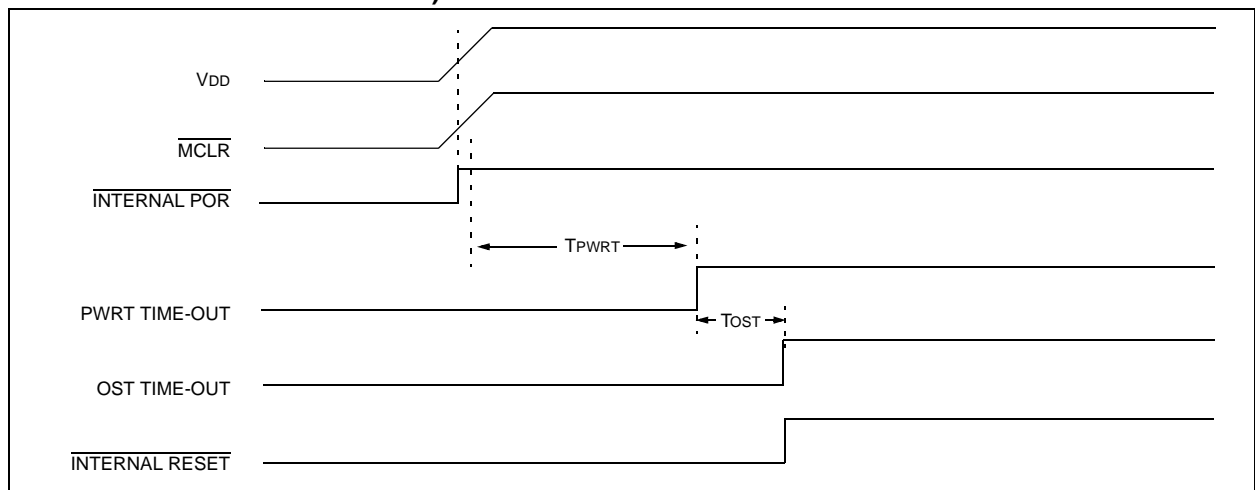 VDD
MCLR
INTERNAL POR
TPWRT
PWRT TIME-OUT
TOST
OST TIME-OUT
INTERNAL RESET